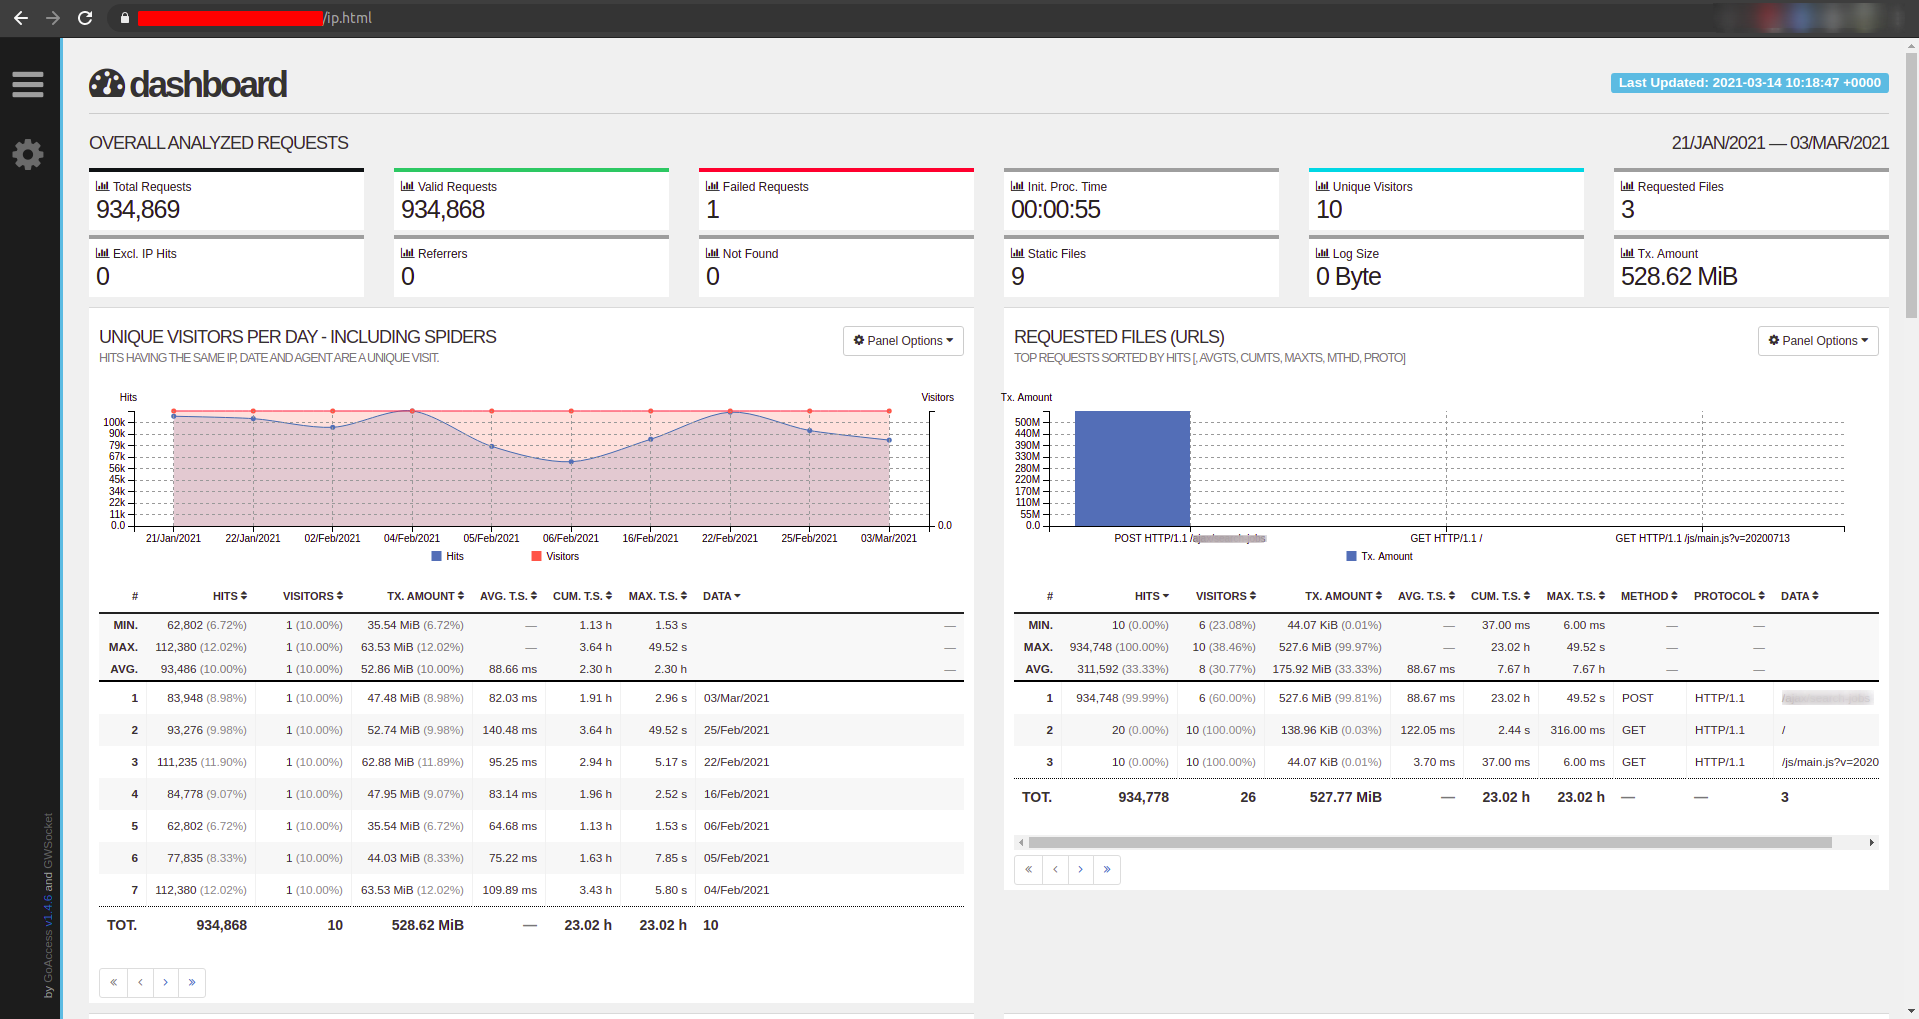 /ip.html
dashboard
Last Updated: 2021-03-14 10:18:47 +0000
OVERALL ANALYZED REQUESTS
21/JAN/2021 — 03/MAR/2021
Total Requests
934,869
Valid Requests
934,868
Failed Requests
1
Init. Proc. Time
00:00:55
Unique Visitors
10
Requested Files
3
Excl. IP Hits
0
Referrers
0
Not Found
0
Static Files
9
Log Size
0 Byte
Tx. Amount
528.62 MiB
UNIQUE VISITORS PER DAY - INCLUDING SPIDERS
HITS HAVING THE SAME IP, DATE AND AGENT ARE A UNIQUE VISIT.
Panel Options
Hits
Visitors
100k
90k
79k
67k
56k
45k
34k
22k
11k
0.0
0.0
21/Jan/2021 22/Jan/2021 02/Feb/2021 04/Feb/2021 05/Feb/2021 06/Feb/2021 16/Feb/2021 22/Feb/2021 25/Feb/2021 03/Mar/2021
Hits Visitors
# HITS VISITORS TX. AMOUNT AVG. T.S. CUM. T.S. MAX. T.S. DATA
MIN. 62,802 (6.72%) 1 (10.00%) 35.54 MiB (6.72%) — 1.13 h 1.53 s —
MAX. 112,380 (12.02%) 1 (10.00%) 63.53 MiB (12.02%) — 3.64 h 49.52 s —
AVG. 93,486 (10.00%) 1 (10.00%) 52.86 MiB (10.00%) 88.66 ms 2.30 h 2.30 h —
1 83,948 (8.98%) 1 (10.00%) 47.48 MiB (8.98%) 82.03 ms 1.91 h 2.96 s 03/Mar/2021
2 93,276 (9.98%) 1 (10.00%) 52.74 MiB (9.98%) 140.48 ms 3.64 h 49.52 s 25/Feb/2021
3 111,235 (11.90%) 1 (10.00%) 62.88 MiB (11.89%) 95.25 ms 2.94 h 5.17 s 22/Feb/2021
4 84,778 (9.07%) 1 (10.00%) 47.95 MiB (9.07%) 83.14 ms 1.96 h 2.52 s 16/Feb/2021
5 62,802 (6.72%) 1 (10.00%) 35.54 MiB (6.72%) 64.68 ms 1.13 h 1.53 s 06/Feb/2021
6 77,835 (8.33%) 1 (10.00%) 44.03 MiB (8.33%) 75.22 ms 1.63 h 7.85 s 05/Feb/2021
7 112,380 (12.02%) 1 (10.00%) 63.53 MiB (12.02%) 109.89 ms 3.43 h 5.80 s 04/Feb/2021
TOT. 934,868 10 528.62 MiB — 23.02 h 23.02 h 10
« ‹ › »
REQUESTED FILES (URLS)
TOP REQUESTS SORTED BY HITS [, AVGTS, CUMTS, MAXTS, MTHD, PROTO]
Panel Options
Tx. Amount
500M
440M
390M
330M
280M
220M
170M
110M
55M
0.0
POST HTTP/1.1 / GET HTTP/1.1 / GET HTTP/1.1 /js/main.js?v=20200713
Tx. Amount
# HITS VISITORS TX. AMOUNT AVG. T.S. CUM. T.S. MAX. T.S. METHOD PROTOCOL DATA
MIN. 10 (0.00%) 6 (23.08%) 44.07 KiB (0.01%) — 37.00 ms 6.00 ms — —
MAX. 934,748 (100.00%) 10 (38.46%) 527.6 MiB (99.97%) — 23.02 h 49.52 s — —
AVG. 311,592 (33.33%) 8 (30.77%) 175.92 MiB (33.33%) 88.67 ms 7.67 h 7.67 h — —
1 934,748 (99.99%) 6 (60.00%) 527.6 MiB (99.81%) 88.67 ms 23.02 h 49.52 s POST HTTP/1.1
2 20 (0.00%) 10 (100.00%) 138.96 KiB (0.03%) 122.05 ms 2.44 s 316.00 ms GET HTTP/1.1 /
3 10 (0.00%) 10 (100.00%) 44.07 KiB (0.01%) 3.70 ms 37.00 ms 6.00 ms GET HTTP/1.1 /js/main.js?v=2020
TOT. 934,778 26 527.77 MiB — 23.02 h 23.02 h — — 3
« ‹ › »
by GoAccess v1.4.6 and GWSocket